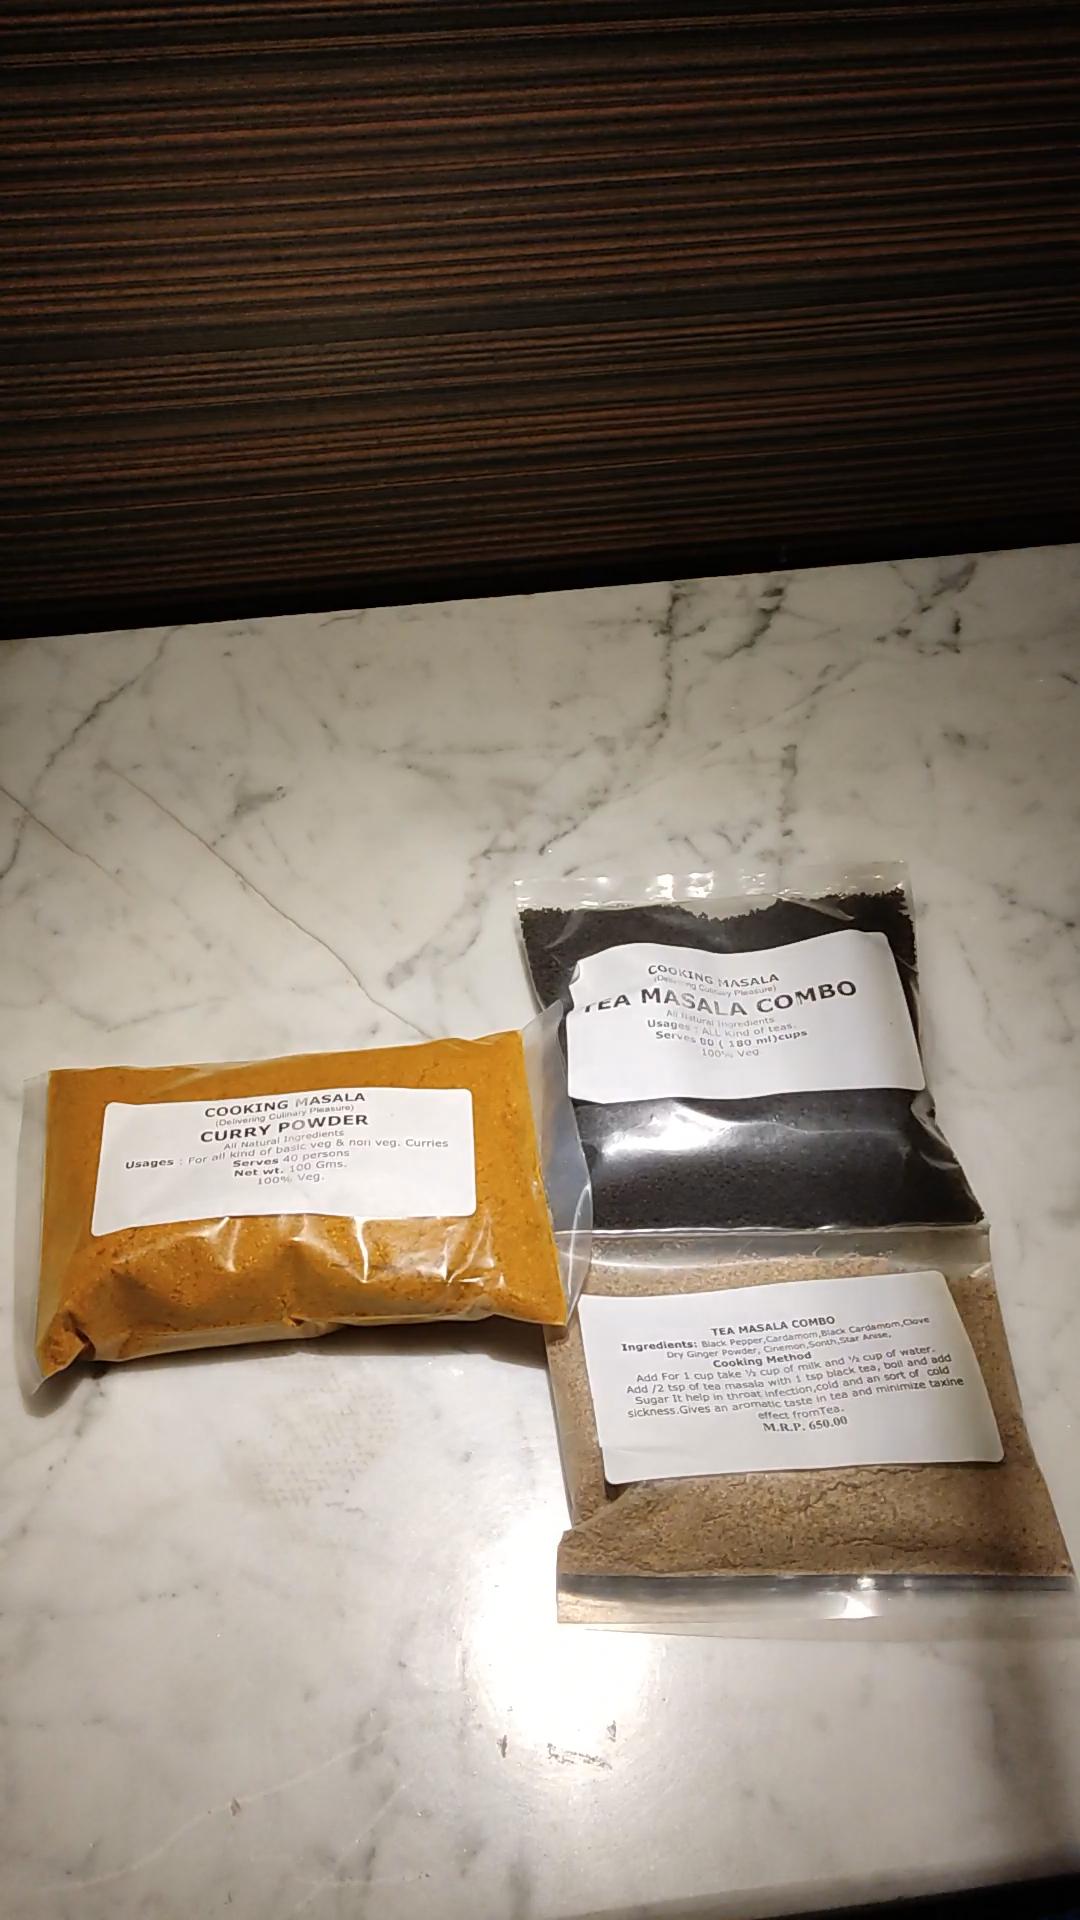 COOKING MASALA
(Delivering Culinary Pleasure)
CURRY POWDER
All Natural Ingredients
Usages : For all kind of basic veg & non veg. Curries
Serves 40 persons
Net wt. 100 Gms.
100% Veg.
COOKING MASALA
(Delivering Culinary Pleasure)
TEA MASALA COMBO
All Natural Ingredients
Usages : ALL Kind of teas.
Serves 80 ( 180 ml)cups
100% Veg.
TEA MASALA COMBO
Ingredients: Black Pepper,Cardamom,Black Cardamom,Clove
Dry Ginger Powder, Cinemon,Sonth,Star Anise,
Cooking Method
Add For 1 cup take ½ cup of milk and ½ cup of water.
Add /2 tsp of tea masala with 1 tsp black tea, boil and add
Sugar It help in throat infection,cold and an sort of cold
sickness.Gives an aromatic taste in tea and minimize taxine
effect fromTea.
M.R.P. 650.00